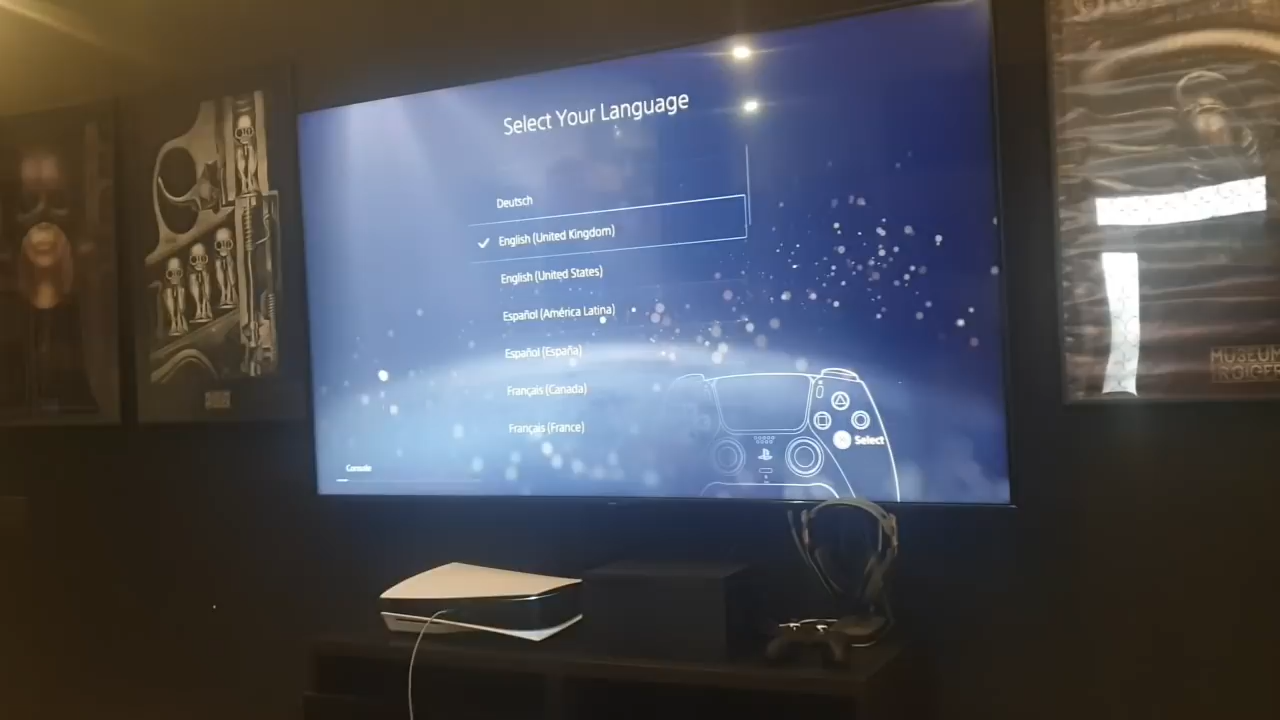 Select Your Language
Deutsch
English (United Kingdom)
English (United States)
Español (América Latina)
Español (España)
Français (Canada)
Français (France)
Select
Console
MUSEUM